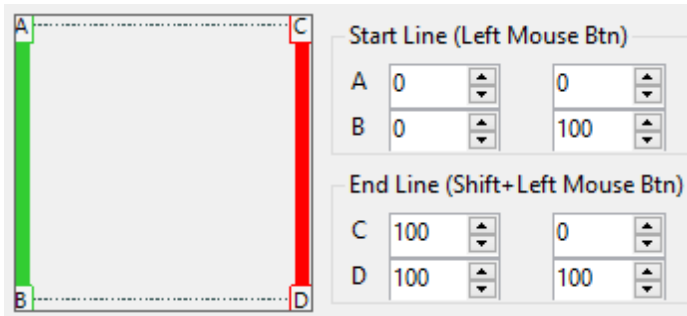 A C
B D
Start Line (Left Mouse Btn)
A 0 0
B 0 100
End Line (Shift+Left Mouse Btn)
C 100 0
D 100 100